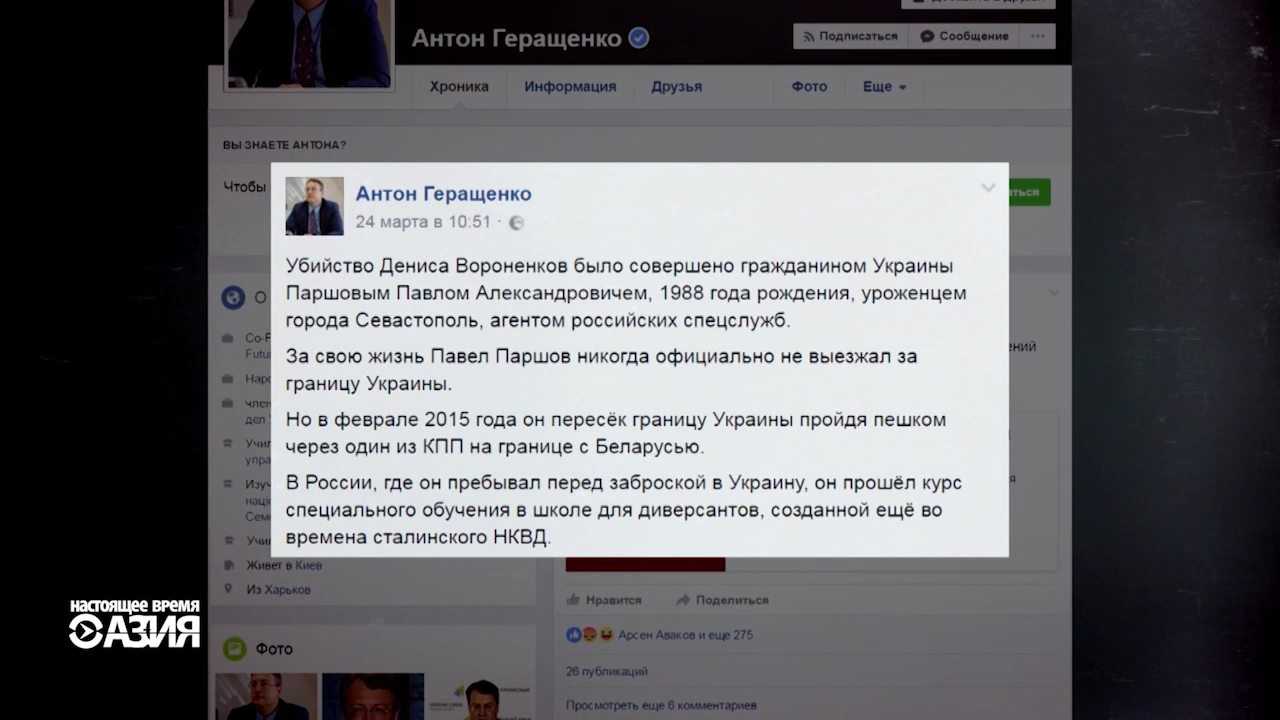 Антон Геращенко
Подписаться
Сообщение
Хроника
Информация
Друзья
Фото
Еще
ВЫ ЗНАЕТЕ АНТОНА?
Чтобы
Антон Геращенко
24 марта в 10:51 ·
Убийство Дениса Вороненков было совершено гражданином Украины
Паршовым Павлом Александровичем, 1988 года рождения, уроженцем
города Севастополь, агентом российских спецслужб.
За свою жизнь Павел Паршов никогда официально не выезжал за
границу Украины.
Но в феврале 2015 года он пересёк границу Украины пройдя пешком
через один из КПП на границе с Беларусью.
В России, где он пребывал перед заброской в Украину, он прошёл курс
специального обучения в школе для диверсантов, созданной ещё во
времена сталинского НКВД.
Живет в Киев
Из Харьков
Фото
Нравится
Поделиться
Арсен Аваков и еще 275
26 публикаций
Просмотреть еще 6 комментариев
НАСТОЯЩЕЕ ВРЕМЯ
АЗИЯ